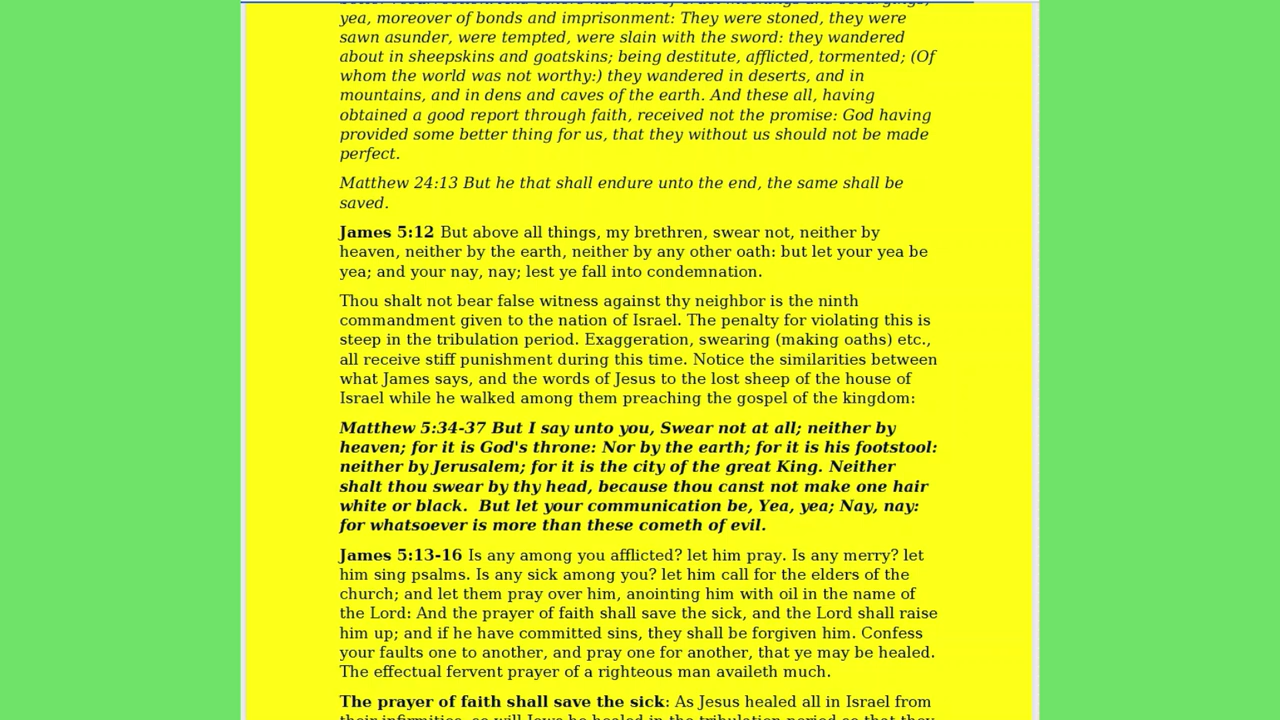 yea, moreover of bonds and imprisonment: They were stoned, they were
sawn asunder, were tempted, were slain with the sword: they wandered
about in sheepskins and goatskins; being destitute, afflicted, tormented; (Of
whom the world was not worthy:) they wandered in deserts, and in
mountains, and in dens and caves of the earth. And these all, having
obtained a good report through faith, received not the promise: God having
provided some better thing for us, that they without us should not be made
perfect.
Matthew 24:13 But he that shall endure unto the end, the same shall be
saved.
James 5:12 But above all things, my brethren, swear not, neither by
heaven, neither by the earth, neither by any other oath: but let your yea be
yea; and your nay, nay; lest ye fall into condemnation.
Thou shalt not bear false witness against thy neighbor is the ninth
commandment given to the nation of Israel. The penalty for violating this is
steep in the tribulation period. Exaggeration, swearing (making oaths) etc.,
all receive stiff punishment during this time. Notice the similarities between
what James says, and the words of Jesus to the lost sheep of the house of
Israel while he walked among them preaching the gospel of the kingdom:
Matthew 5:34-37 But I say unto you, Swear not at all; neither by
heaven; for it is God's throne: Nor by the earth; for it is his footstool:
neither by Jerusalem; for it is the city of the great King. Neither
shalt thou swear by thy head, because thou canst not make one hair
white or black.  But let your communication be, Yea, yea; Nay, nay:
for whatsoever is more than these cometh of evil.
James 5:13-16 Is any among you afflicted? let him pray. Is any merry? let
him sing psalms. Is any sick among you? let him call for the elders of the
church; and let them pray over him, anointing him with oil in the name of
the Lord: And the prayer of faith shall save the sick, and the Lord shall raise
him up; and if he have committed sins, they shall be forgiven him. Confess
your faults one to another, and pray one for another, that ye may be healed.
The effectual fervent prayer of a righteous man availeth much.
The prayer of faith shall save the sick: As Jesus healed all in Israel from